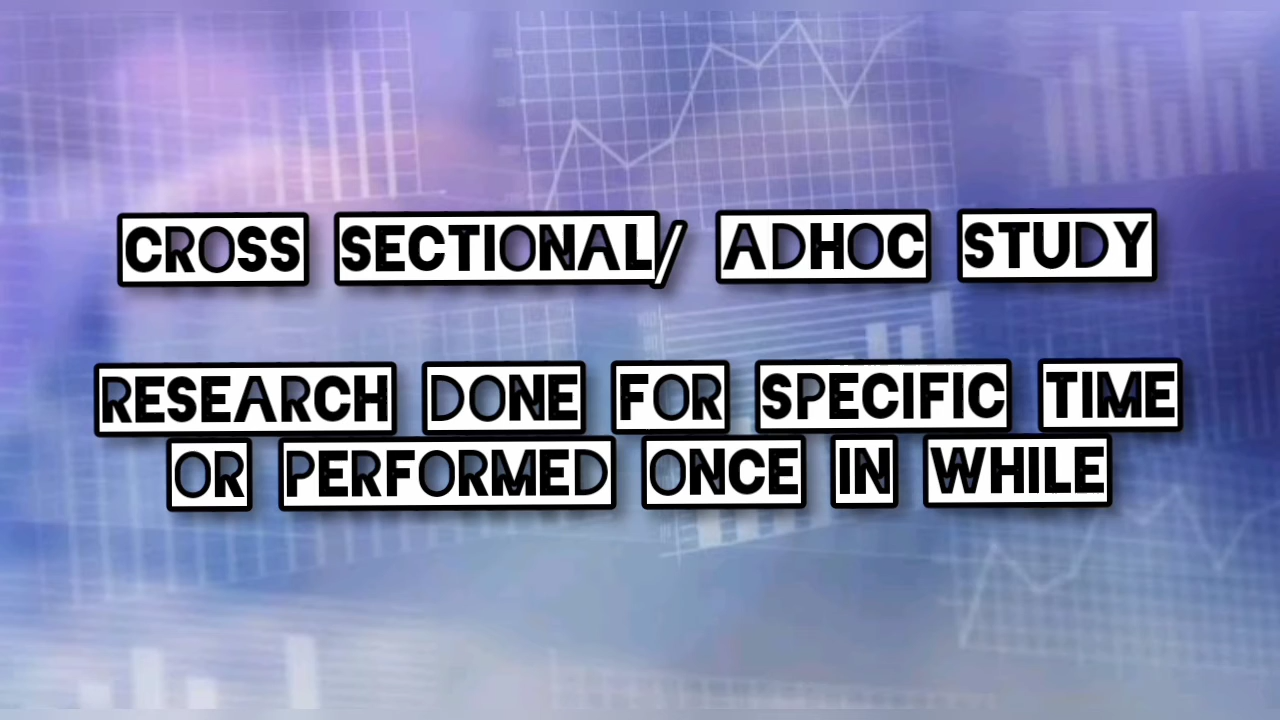 CROSS SECTIONAL/ ADHOC STUDY
RESEARCH DONE FOR SPECIFIC TIME
OR PERFORMED ONCE IN WHILE